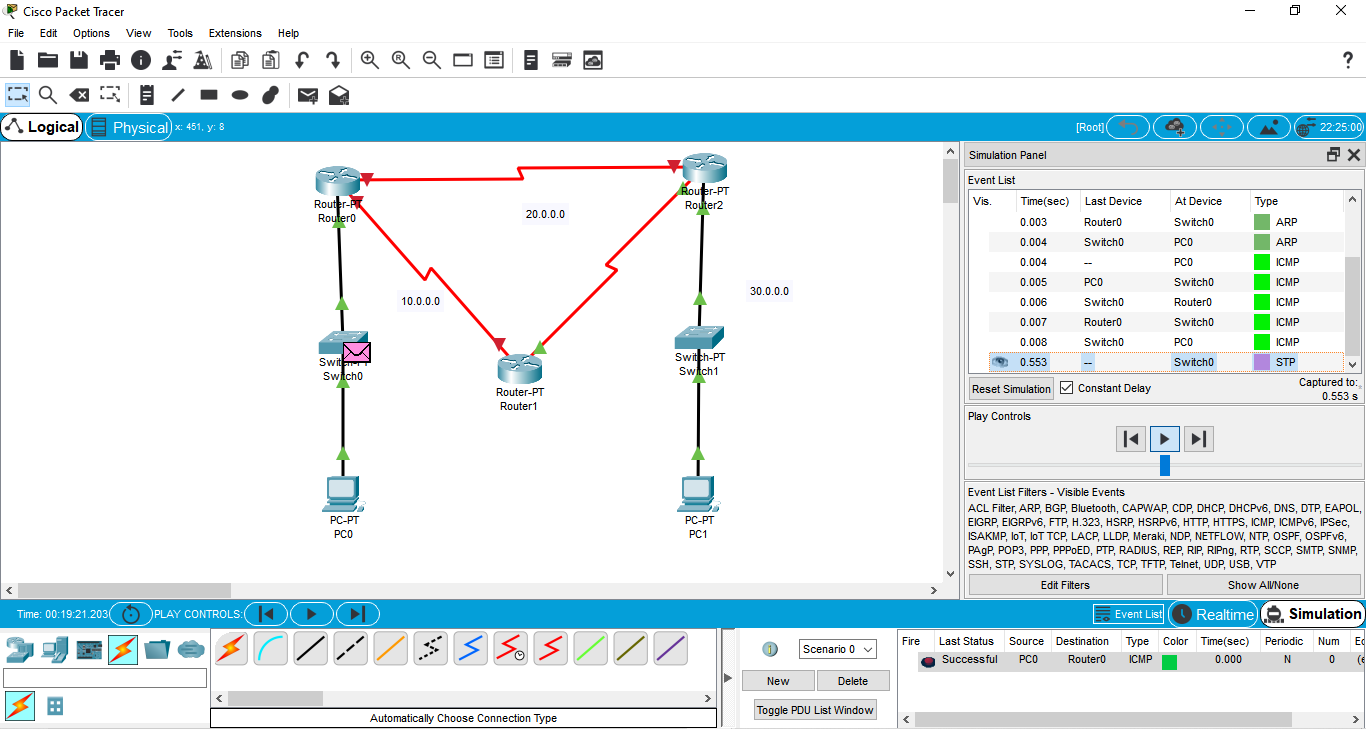 Cisco Packet Tracer
File Edit Options View Tools Extensions Help
?
Logical Physical x: 451, y: 8 [Root] 22:25:00
Router-PT
Router0
Router-PT
Router2
20.0.0.0
10.0.0.0
30.0.0.0
Switch-PT
Switch0
Switch-PT
Switch1
Router-PT
Router1
PC-PT
PC0
PC-PT
PC1
Simulation Panel
Event List
Vis. Time(sec) Last Device At Device Type
0.003 Router0 Switch0 ARP
0.004 Switch0 PC0 ARP
0.004 -- PC0 ICMP
0.005 PC0 Switch0 ICMP
0.006 Switch0 Router0 ICMP
0.007 Router0 Switch0 ICMP
0.008 Switch0 PC0 ICMP
0.553 -- Switch0 STP
Reset Simulation Constant Delay Captured to:
0.553 s
Play Controls
Event List Filters - Visible Events
ACL Filter, ARP, BGP, Bluetooth, CAPWAP, CDP, DHCP, DHCPv6, DNS, DTP, EAPOL,
EIGRP, EIGRPv6, FTP, H.323, HSRP, HSRPv6, HTTP, HTTPS, ICMP, ICMPv6, IPSec,
ISAKMP, IoT, IoT TCP, LACP, LLDP, Meraki, NDP, NETFLOW, NTP, OSPF, OSPFv6,
PAgP, POP3, PPP, PPPoED, PTP, RADIUS, REP, RIP, RIPng, RTP, SCCP, SMTP, SNMP,
SSH, STP, SYSLOG, TACACS, TCP, TFTP, Telnet, UDP, USB, VTP
Edit Filters Show All/None
Time: 00:19:21.203 PLAY CONTROLS: Event List Realtime Simulation
Automatically Choose Connection Type
Scenario 0
New Delete
Toggle PDU List Window
Fire Last Status Source Destination Type Color Time(sec) Periodic Num Ec
Successful PC0 Router0 ICMP 0.000 N 0 (e